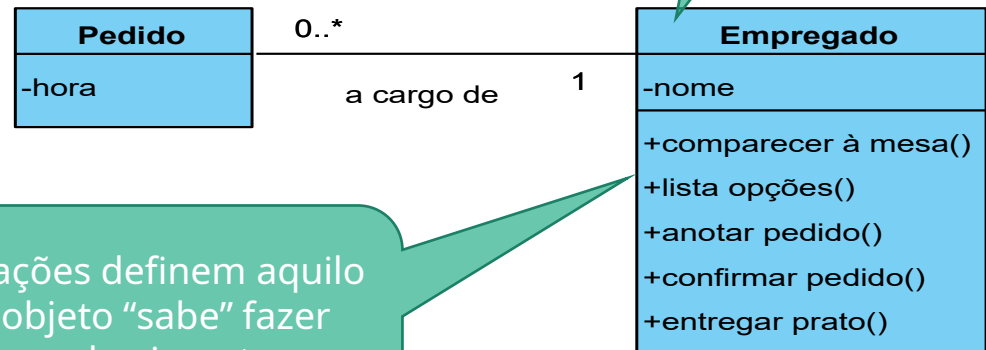 Pedido
-hora
0..*
a cargo de
1
Empregado
-nome
+comparecer à mesa()
+lista opções()
+anotar pedido()
+confirmar pedido()
+entregar prato()
definem aquilo
objeto “sabe” fazer